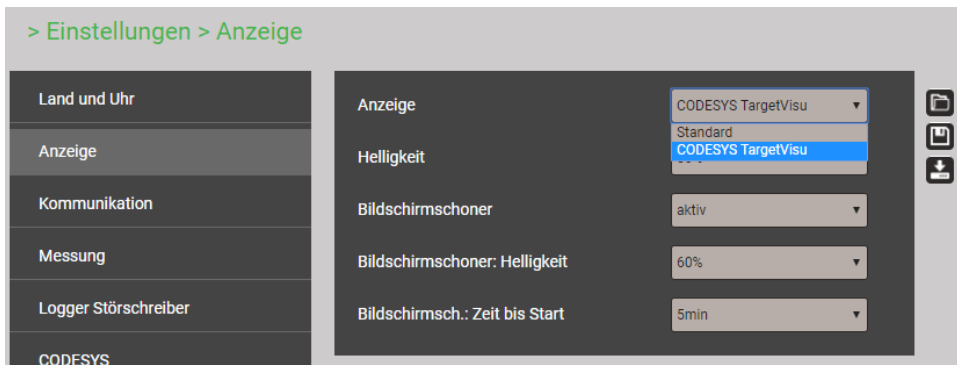 > Einstellungen > Anzeige
Land und Uhr
Anzeige
Kommunikation
Messung
Logger Störschreiber
CODESYS
Anzeige CODESYS TargetVisu
Standard
CODESYS TargetVisu
Helligkeit
Bildschirmschoner aktiv
Bildschirmschoner: Helligkeit 60%
Bildschirmsch.: Zeit bis Start 5min